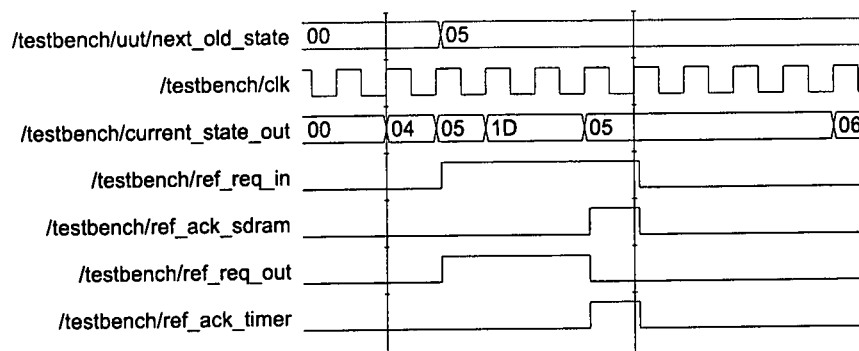 /testbench/uut/next_old_state 00 05
/testbench/clk
/testbench/current_state_out 00 04 05 1D 05 06
/testbench/ref_req_in
/testbench/ref_ack_sdram
/testbench/ref_req_out
/testbench/ref_ack_timer